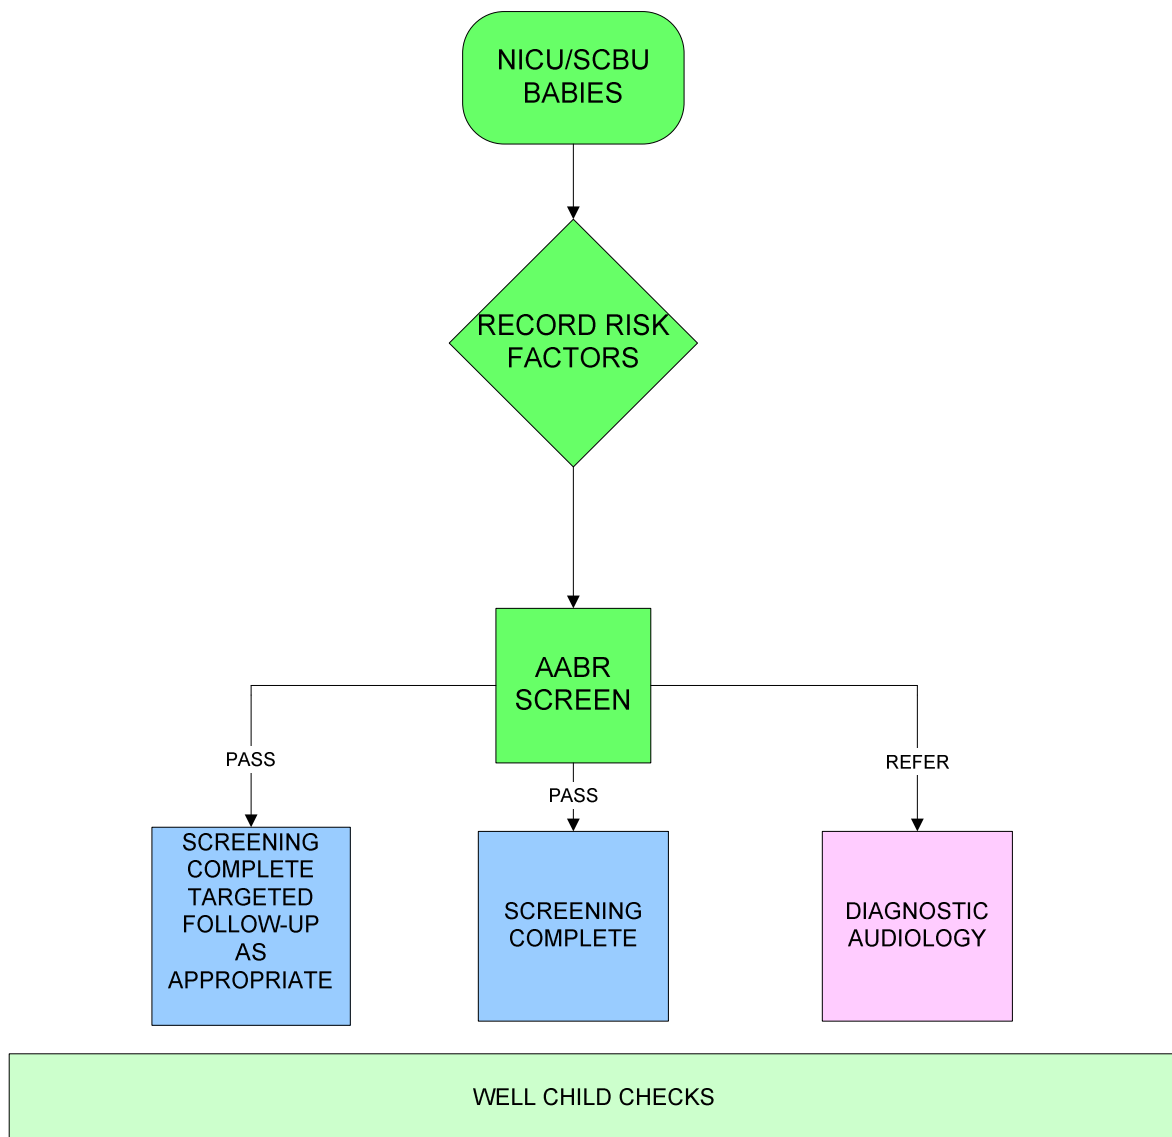 NICU/SCBU
BABIES
RECORD RISK
FACTORS
AABR
SCREEN
PASS
PASS
REFER
SCREENING
COMPLETE
TARGETED
FOLLOW-UP
AS
APPROPRIATE
SCREENING
COMPLETE
DIAGNOSTIC
AUDIOLOGY
WELL CHILD CHECKS